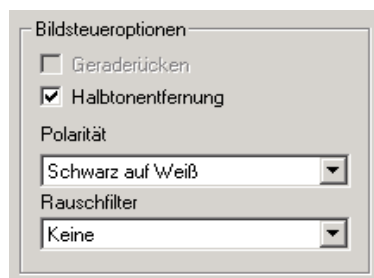 Bildsteueroptionen
Geraderücken
Halbtonentfernung
Polarität
Schwarz auf Weiß
Rauschfilter
Keine